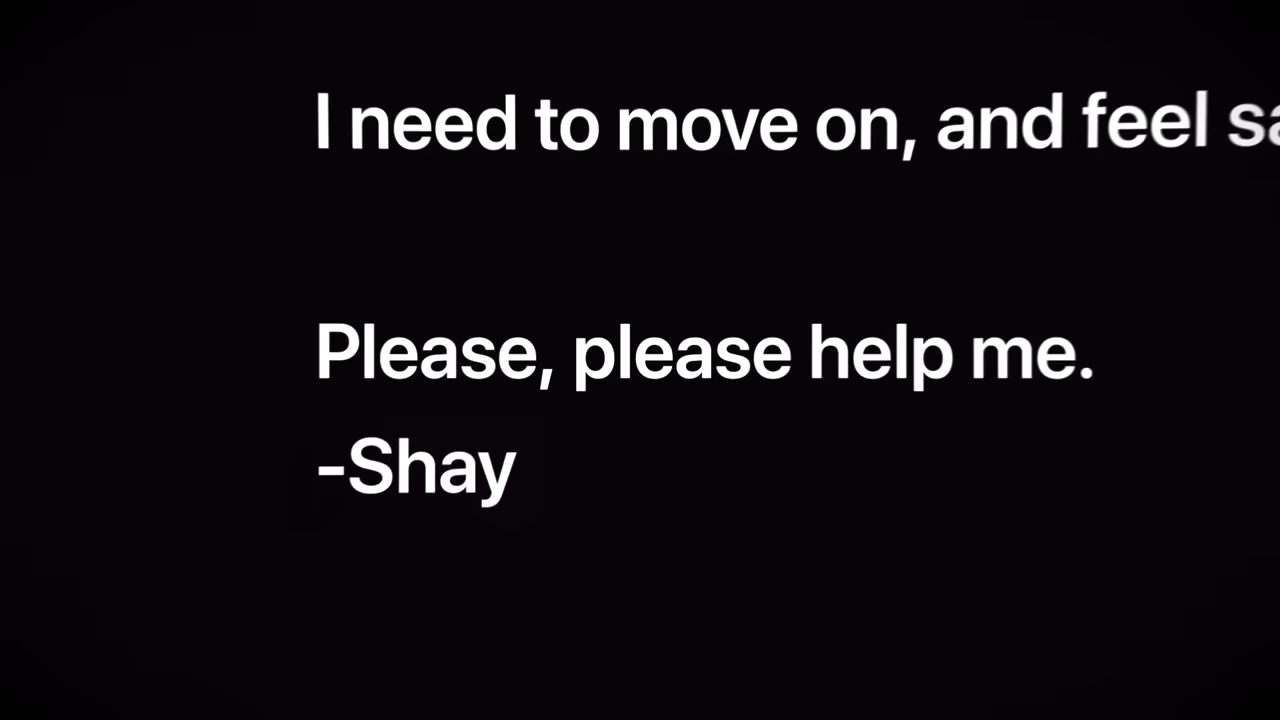 I need to move on, and feel
Please, please help me.
-Shay